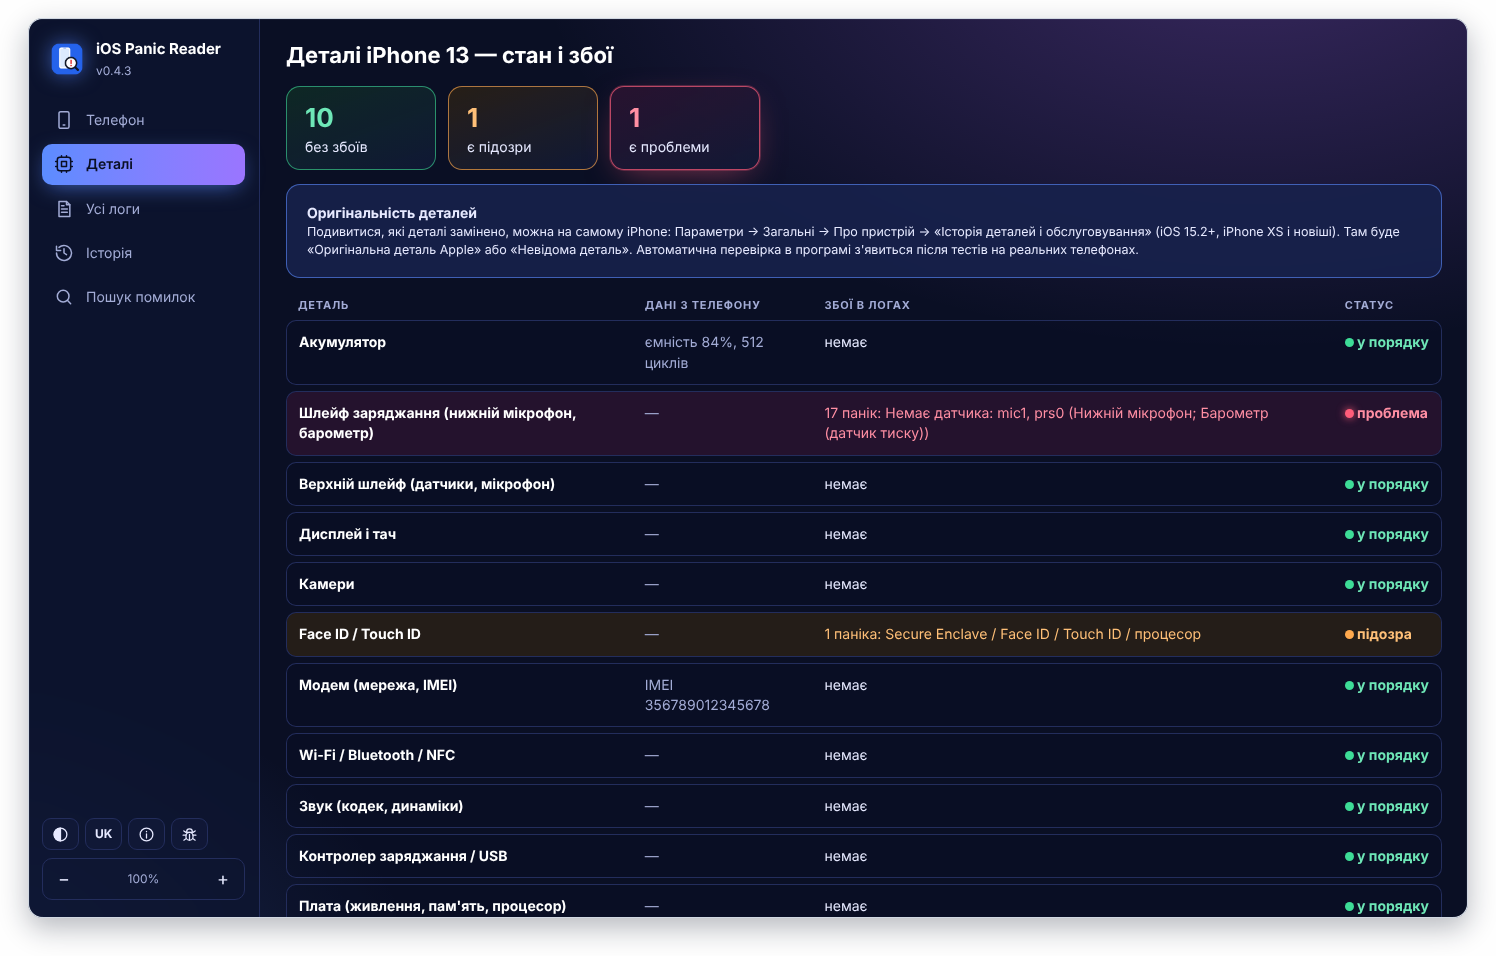 iOS Panic Reader
v0.4.3
Телефон
Деталі
Усі логи
Історія
Пошук помилок
UK
− 100% +
Деталі iPhone 13 — стан і збої
10
без збоїв
1
є підозри
1
є проблеми
Оригінальність деталей
Подивитися, які деталі замінено, можна на самому iPhone: Параметри → Загальні → Про пристрій → «Історія деталей і обслуговування» (iOS 15.2+, iPhone XS і новіші). Там буде
«Оригінальна деталь Apple» або «Невідома деталь». Автоматична перевірка в програмі з'явиться після тестів на реальних телефонах.
ДЕТАЛЬ ДАНІ З ТЕЛЕФОНУ ЗБОЇ В ЛОГАХ СТАТУС
Акумулятор ємність 84%, 512 немає у порядку
циклів
Шлейф заряджання (нижній мікрофон, — 17 панік: Немає датчика: mic1, prs0 (Нижній мікрофон; Барометр проблема
барометр) (датчик тиску))
Верхній шлейф (датчики, мікрофон) — немає у порядку
Дисплей і тач — немає у порядку
Камери — немає у порядку
Face ID / Touch ID — 1 паніка: Secure Enclave / Face ID / Touch ID / процесор підозра
Модем (мережа, IMEI) IMEI немає у порядку
356789012345678
Wi-Fi / Bluetooth / NFC — немає у порядку
Звук (кодек, динаміки) — немає у порядку
Контролер заряджання / USB — немає у порядку
Плата (живлення, пам'ять, процесор) — немає у порядку